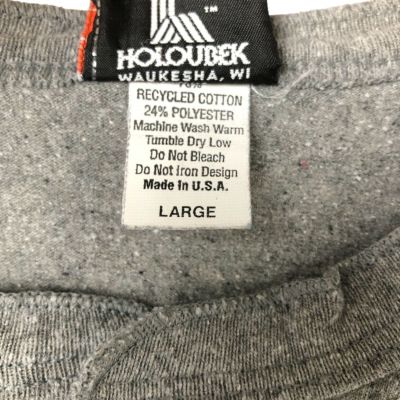 ™
HOLOUBEK
WAUKESHA, WI
RECYCLED COTTON
24% POLYESTER
Machine Wash Warm
Tumble Dry Low
Do Not Bleach
Do Not Iron Design
Made In U.S.A.
LARGE